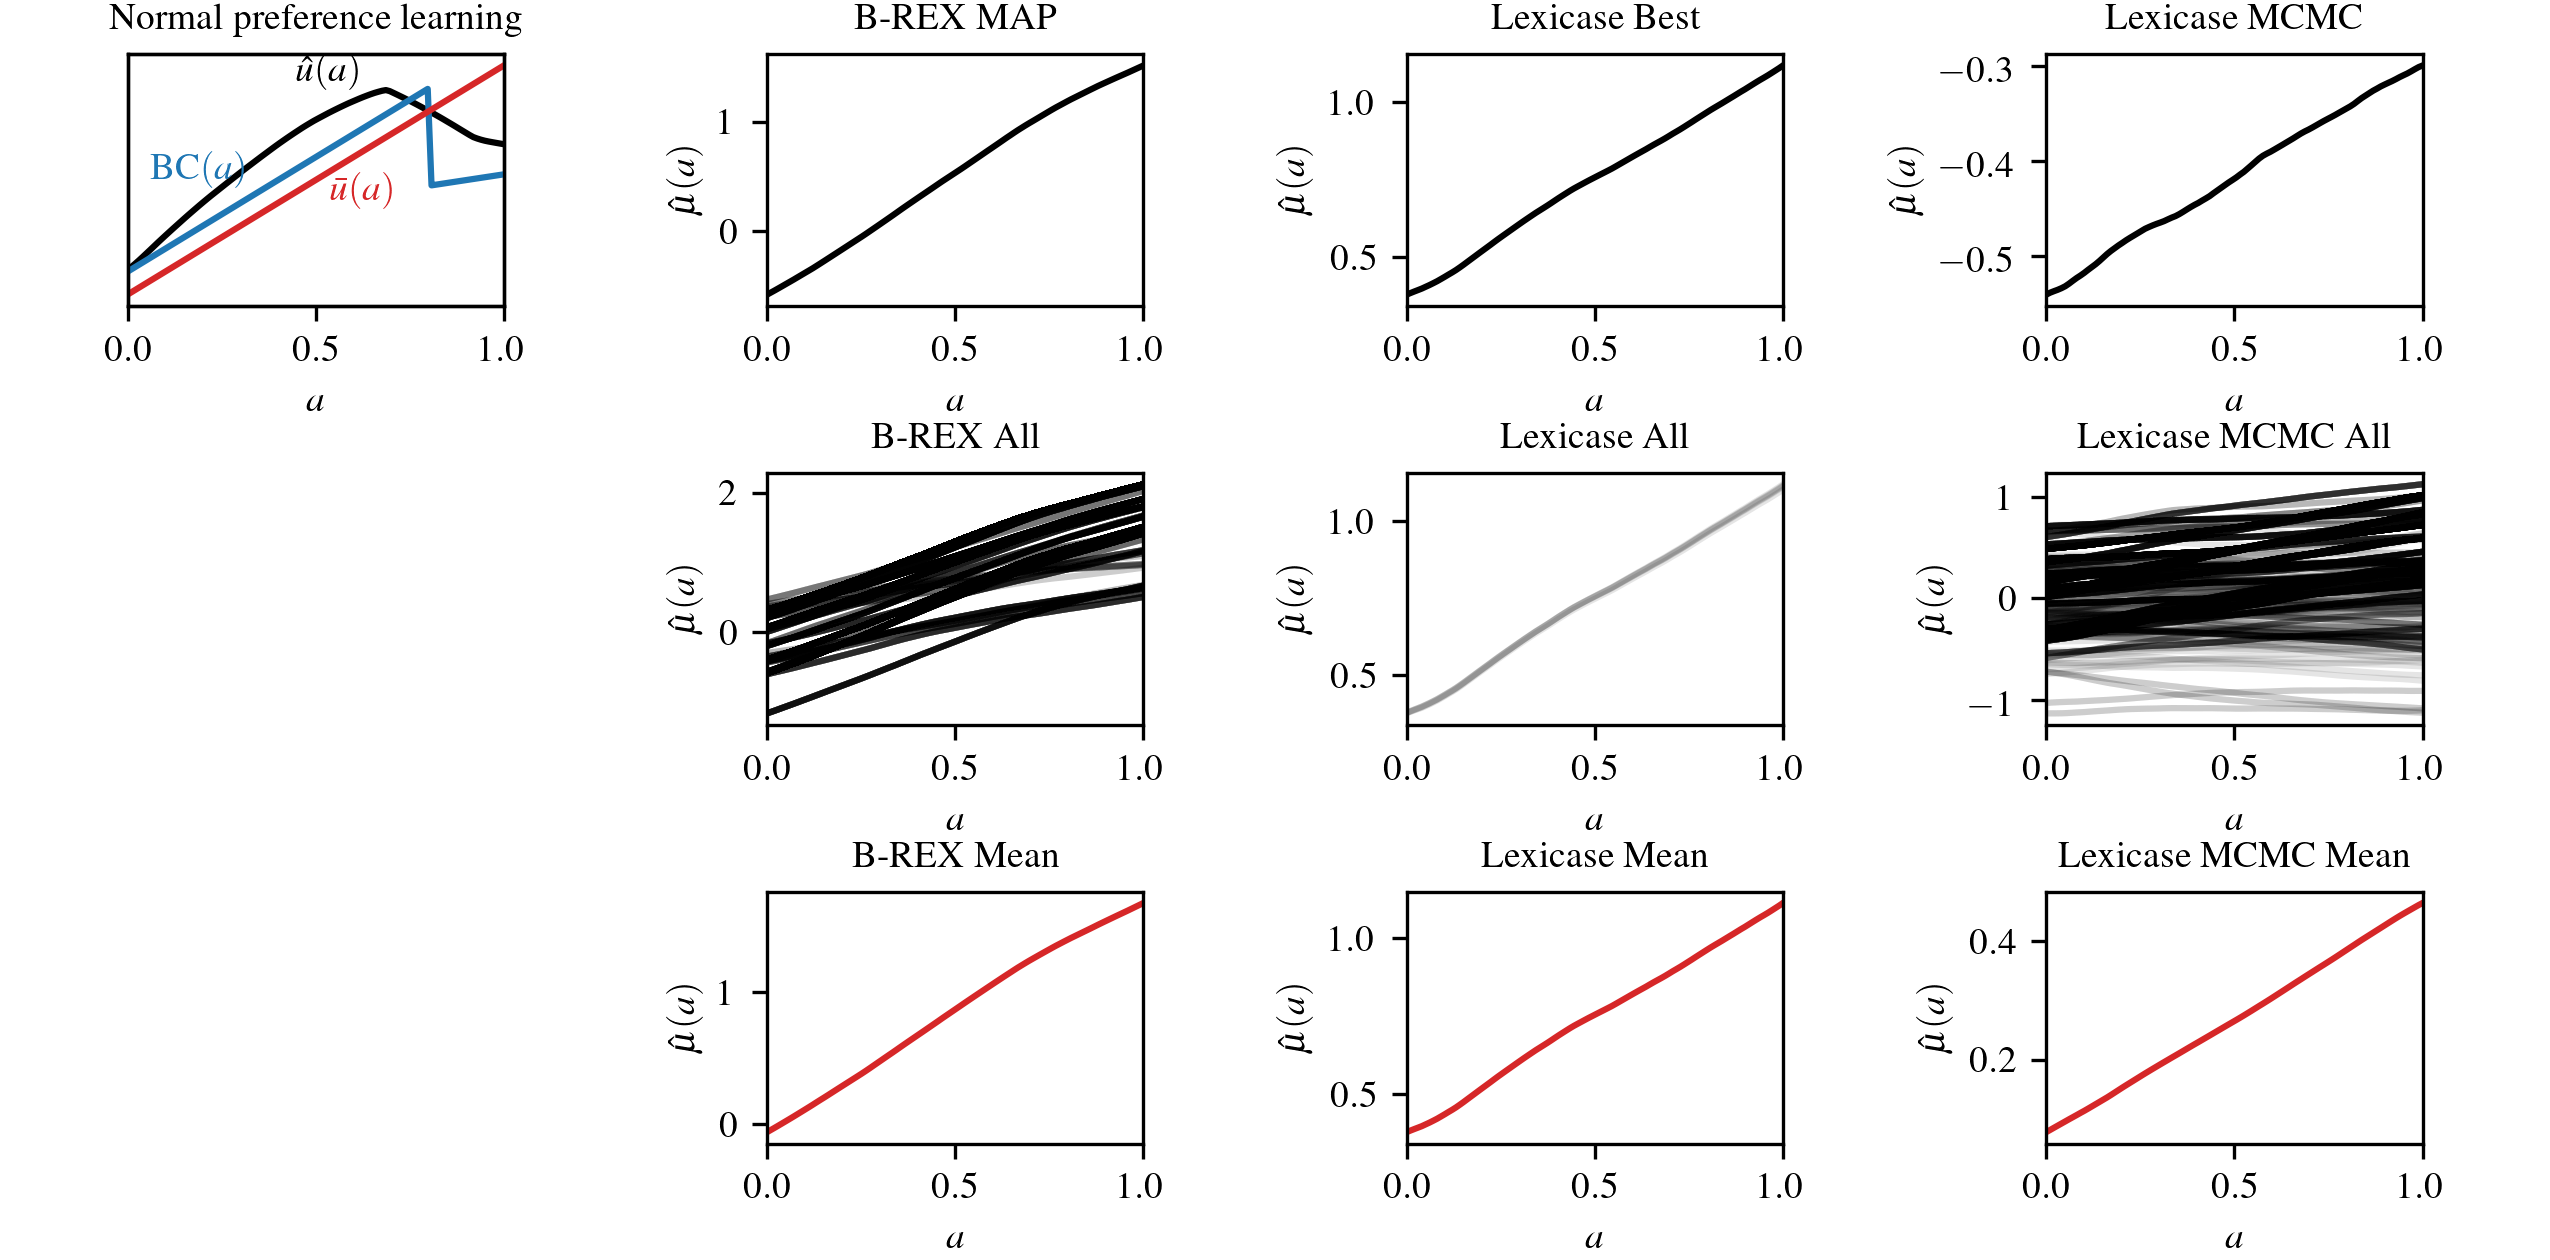 Normal preference learning
û(a)
BC(a)
ū(a)
0.0 0.5 1.0
a
B-REX MAP
1
0
μ̂(a)
0.0 0.5 1.0
a
Lexicase Best
1.0
0.5
μ̂(a)
0.0 0.5 1.0
a
Lexicase MCMC
−0.3
−0.4
−0.5
μ̂(a)
0.0 0.5 1.0
a
B-REX All
2
0
μ̂(a)
0.0 0.5 1.0
a
Lexicase All
1.0
0.5
μ̂(a)
0.0 0.5 1.0
a
Lexicase MCMC All
1
0
−1
μ̂(a)
0.0 0.5 1.0
a
B-REX Mean
1
0
μ̂(a)
0.0 0.5 1.0
a
Lexicase Mean
1.0
0.5
μ̂(a)
0.0 0.5 1.0
a
Lexicase MCMC Mean
0.4
0.2
μ̂(a)
0.0 0.5 1.0
a